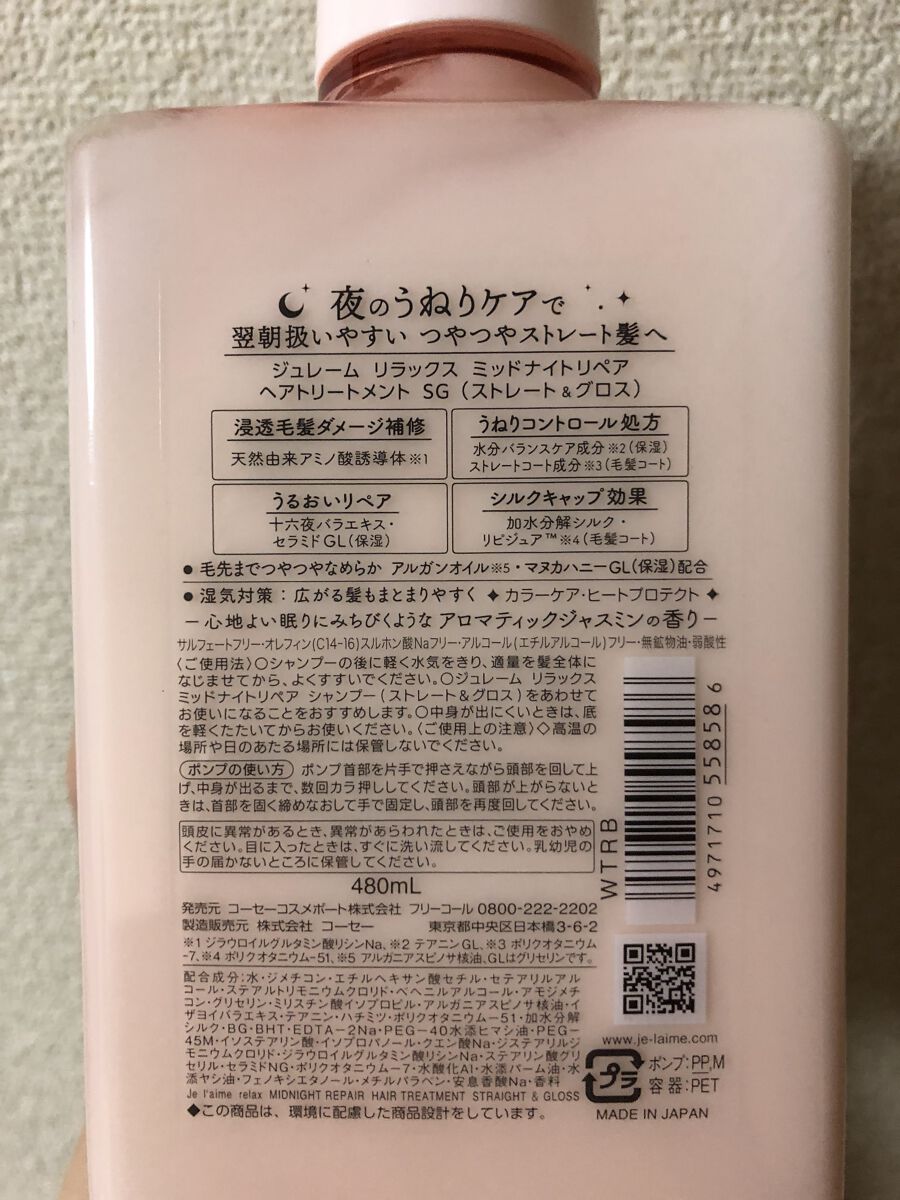 夜のうねりケアで
翌朝扱いやすい つやつやストレート髪へ
ジュレーム リラックス ミッドナイトリペア
ヘアトリートメント SG(ストレート&グロス)
浸透毛髪ダメージ補修
天然由来アミノ酸誘導体※1
うねりコントロール処方
水分バランスケア成分※2(保湿)
ストレートコート成分※3(毛髪コート)
うるおいリペア
十六夜バラエキス・
セラミドGL(保湿)
シルクキャップ効果
加水分解シルク・
リピジュア™※4(毛髪コート)
● 毛先までつやつやなめらか アルガンオイル※5・マヌカハニーGL(保湿)配合
● 湿気対策:広がる髪もまとまりやすく ✦ カラーケア・ヒートプロテクト ✦
ー心地よい眠りにみちびくような アロマティックジャスミンの香りー
サルフェートフリー・オレフィン(C14-16)スルホン酸Naフリー・アルコール(エチルアルコール)フリー・無鉱物油・弱酸性
〈ご使用法〉○シャンプーの後に軽く水気をきり、適量を髪全体に
なじませてから、よくすすいでください。○ジュレーム リラックス
ミッドナイトリペア シャンプー(ストレート&グロス)をあわせて
お使いになることをおすすめします。○中身が出にくいときは、底
を軽くたたいてからお使いください。〈ご使用上の注意〉◇高温の
場所や日のあたる場所には保管しないでください。
ポンプの使い方 ポンプ首部を片手で押さえながら頭部を回して上
げ、中身が出るまで、数回カラ押ししてください。頭部が上がらないと
きは、首部を固く締めなおして手で固定し、頭部を再度回してください。
頭皮に異常があるとき、異常があらわれたときは、ご使用をおやめ
ください。目に入ったときは、すぐに洗い流してください。乳幼児の
手の届かないところに保管してください。
480mL
WTRB
4971710 558586
発売元 コーセーコスメポート株式会社 フリーコール 0800-222-2202
製造販売元 株式会社 コーセー 東京都中央区日本橋3-6-2
※1 ジラウロイルグルタミン酸リシンNa、※2 テアニンGL、※3 ポリクオタニウム
-7、※4 ポリクオタニウム-51、※5 アルガニアスピノサ核油、GLはグリセリンです。
配合成分:水・ジメチコン・エチルヘキサン酸セチル・セテアリルアル
コール・ステアルトリモニウムクロリド・ベヘニルアルコール・アモジメチ
コン・グリセリン・ミリスチン酸イソプロピル・アルガニアスピノサ核油・イ
ザヨイバラエキス・テアニン・ハチミツ・ポリクオタニウム-51・加水分解
シルク・BG・BHT・EDTA-2Na・PEG-40水添ヒマシ油・PEG-
45M・イソステアリン酸・イソプロパノール・クエン酸Na・ジステアリルジ
モニウムクロリド・ジラウロイルグルタミン酸リシンNa・ステアリン酸グリ
セリル・セラミドNG・ポリクオタニウム-7・水酸化Al・水添パーム油・水
添ヤシ油・フェノキシエタノール・メチルパラベン・安息香酸Na・香料
Je l'aime relax MIDNIGHT REPAIR HAIR TREATMENT STRAIGHT & GLOSS
◆この商品は、環境に配慮した商品設計をしています。
www.je-laime.com
プラ
ポンプ:PP,M
容器:PET
MADE IN JAPAN